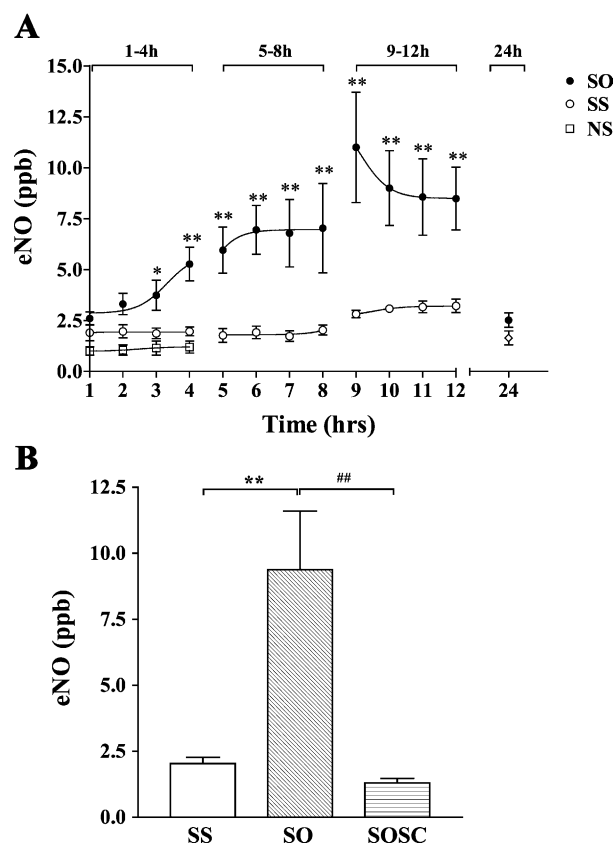 A
1-4h 5-8h 9-12h 24h
15.0
12.5
10.0
7.5
5.0
2.5
0.0
eNO (ppb)
* ** ** ** ** ** ** ** ** **
SO
SS
NS
1 2 3 4 5 6 7 8 9 10 11 12 24
Time (hrs)
B
12.5
10.0
7.5
5.0
2.5
0.0
eNO (ppb)
** ##
SS SO SOSC